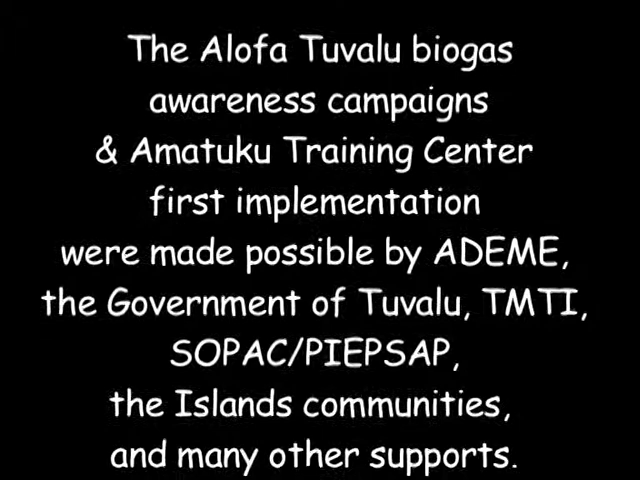 The Alofa Tuvalu biogas
awareness campaigns
& Amatuku Training Center
first implementation
were made possible by ADEME,
the Government of Tuvalu, TMTI,
SOPAC/PIEPSAP,
the Islands communities,
and many other supports.